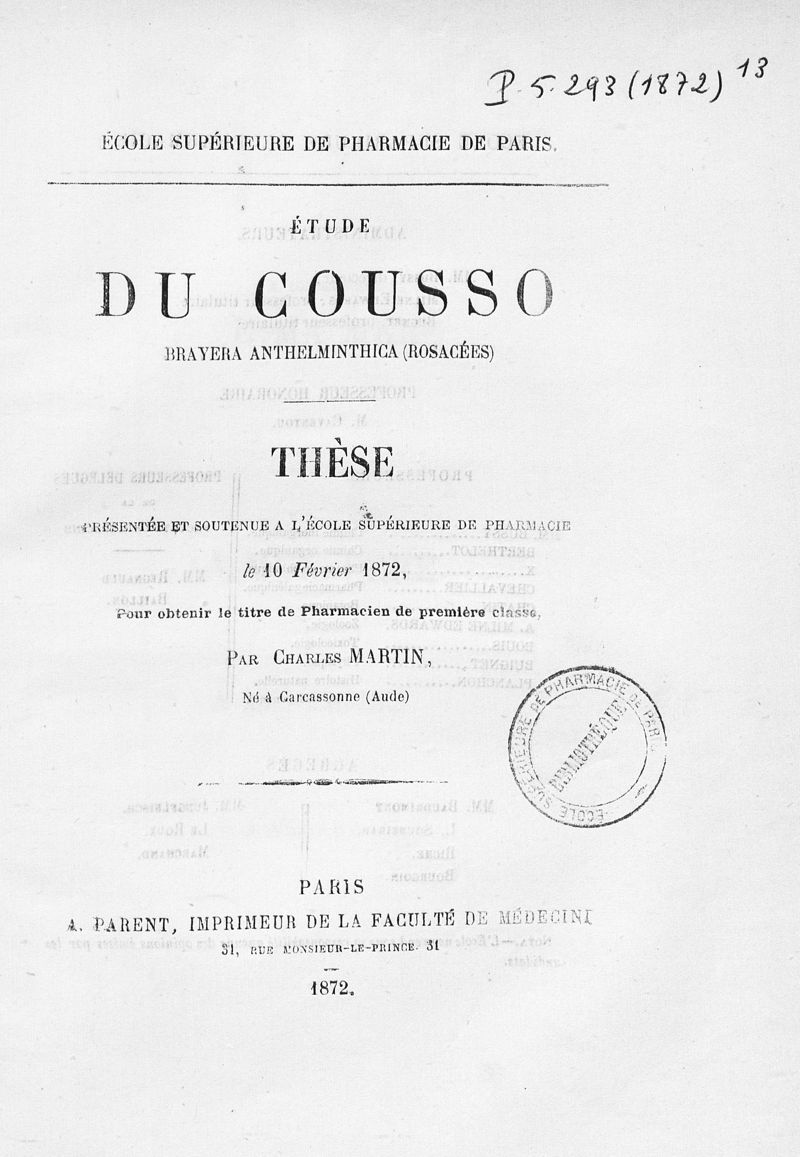 P. 5. 293 (1872) 13
ÉCOLE SUPÉRIEURE DE PHARMACIE DE PARIS.
ÉTUDE
DU COUSSO
BRAYERA ANTHELMINTHICA (ROSACÉES)
THÈSE
PRÉSENTÉE ET SOUTENUE A L'ÉCOLE SUPÉRIEURE DE PHARMACIE
le 10 Février 1872,
Pour obtenir le titre de Pharmacien de première classe,
PAR CHARLES MARTIN,
Né à Carcassonne (Aude)
ÉCOLE SUPÉRIEURE DE PHARMACIE DE PARIS.
BIBLIOTHÈQUE
PARIS
A. PARENT, IMPRIMEUR DE LA FACULTÉ DE MÉDECINE
31, RUE MONSIEUR-LE-PRINCE. 31
1872.